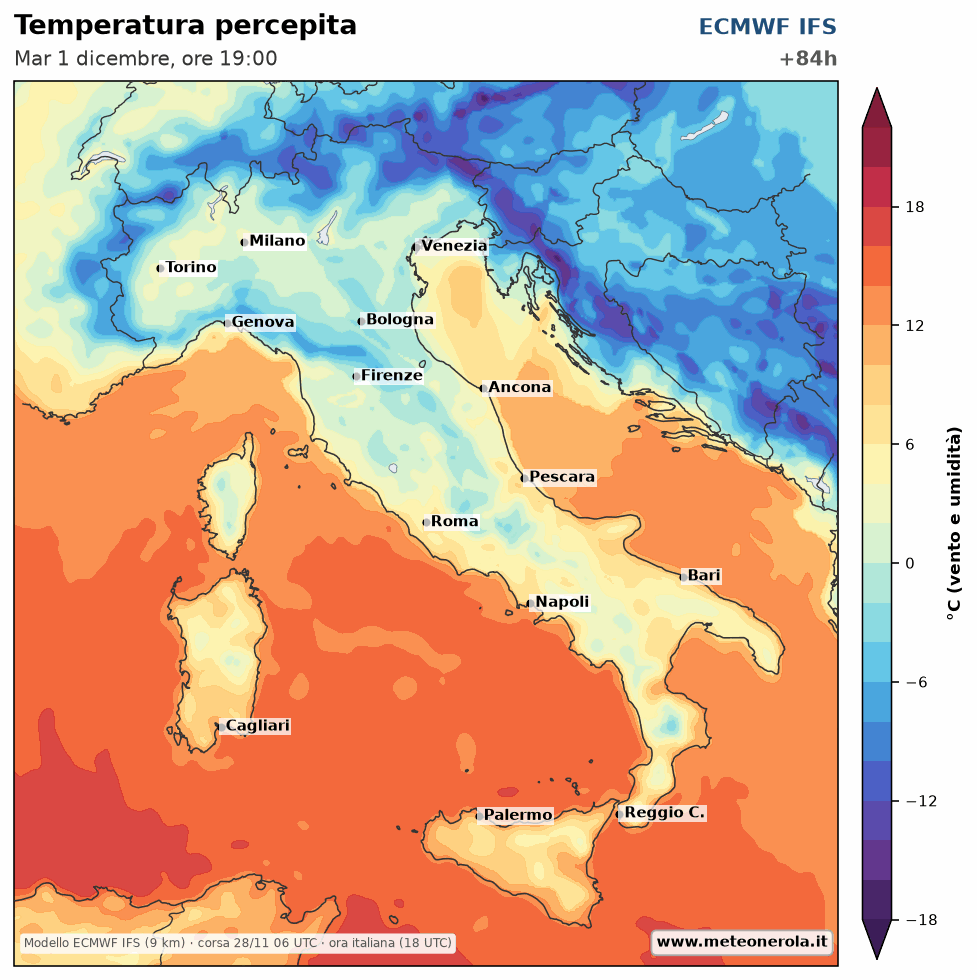 Temperatura percepita
ECMWF IFS
Mar 1 dicembre, ore 19:00
+84h
Milano
Venezia
Torino
Genova
Bologna
Firenze
Ancona
Pescara
Roma
Bari
Napoli
Cagliari
Palermo
Reggio C.
18
12
6
0
−6
−12
−18
°C (vento e umidità)
Modello ECMWF IFS (9 km) · corsa 28/11 06 UTC · ora italiana (18 UTC)
www.meteonerola.it